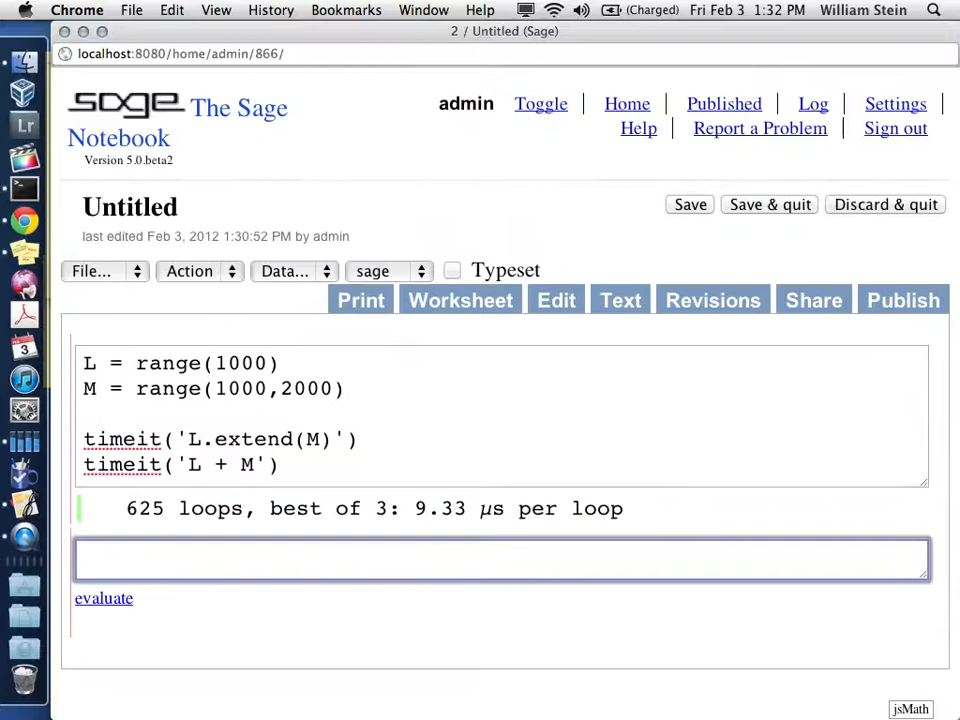 Chrome File Edit View History Bookmarks Window Help (Charged) Fri Feb 3 1:32 PM William Stein
2 / Untitled (Sage)
localhost:8080/home/admin/866/
sage The Sage
Notebook
Version 5.0.beta2
admin Toggle Home Published Log Settings
Help Report a Problem Sign out
Untitled
Save Save & quit Discard & quit
last edited Feb 3, 2012 1:30:52 PM by admin
File... Action Data... sage Typeset
Print Worksheet Edit Text Revisions Share Publish
L = range(1000)
M = range(1000,2000)
timeit('L.extend(M)')
timeit('L + M')
625 loops, best of 3: 9.33 µs per loop
evaluate
jsMath
Lr
3